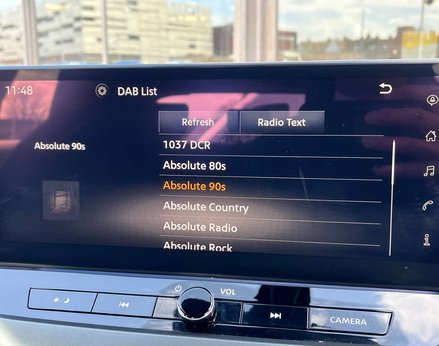 11:48
DAB List
Refresh
Radio Text
Absolute 90s
1037 DCR
Absolute 80s
Absolute 90s
Absolute Country
Absolute Radio
Absolute Rock
VOL
CAMERA